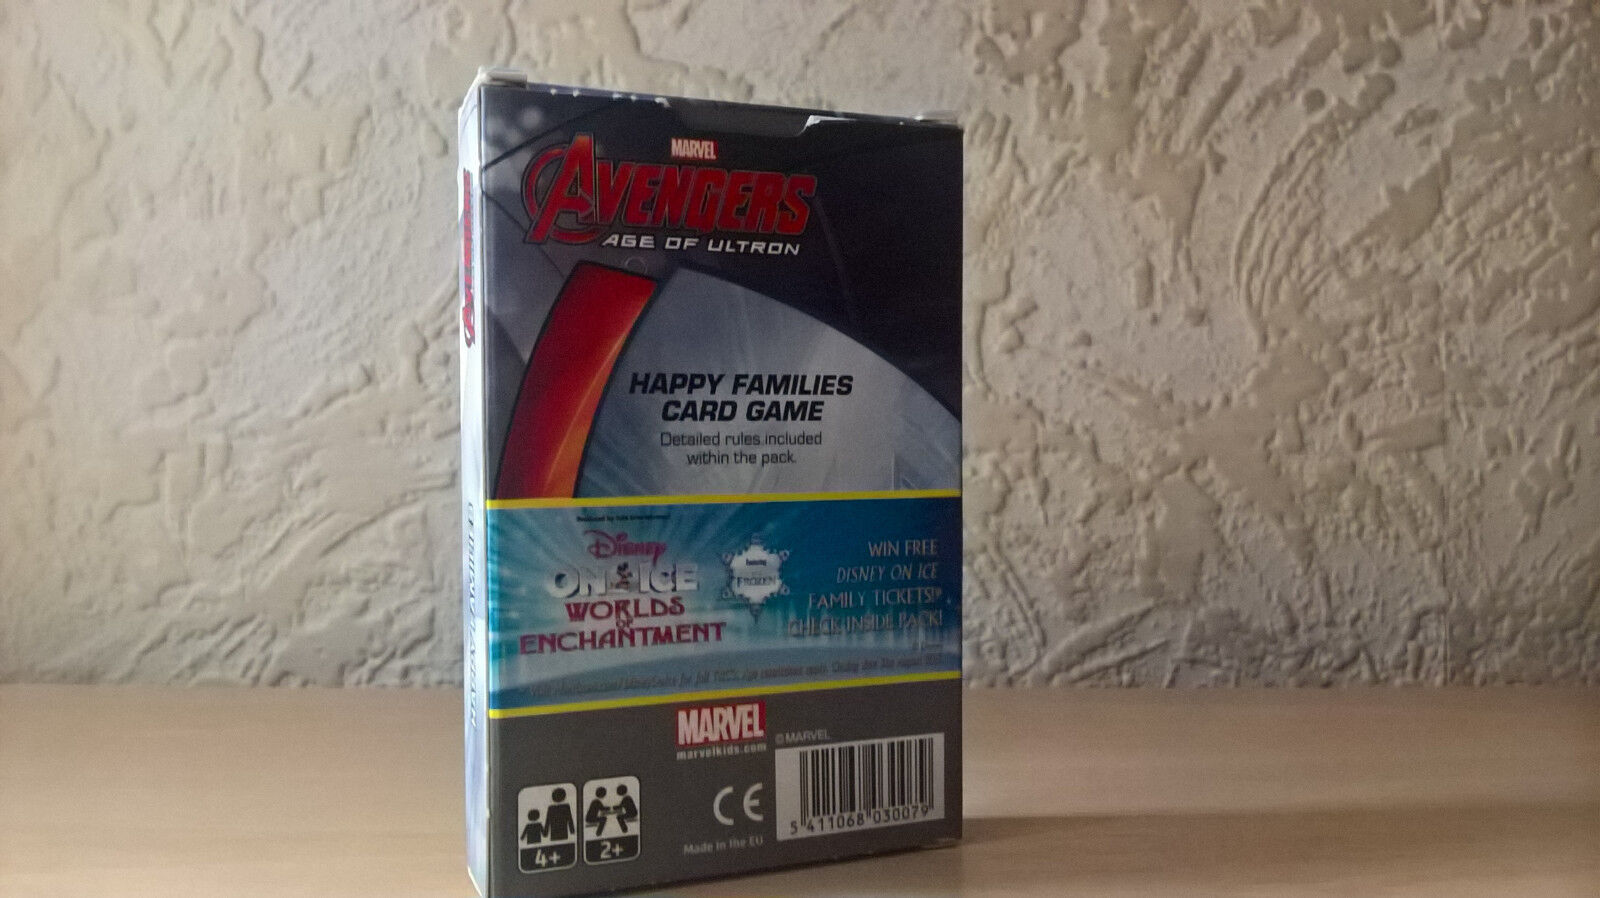 MARVEL
AVENGERS
AGE OF ULTRON
AVENGERS
HAPPY FAMILIES
CARD GAME
Detailed rules included
within the pack.
Disney
ON ICE
WORLDS
OF
ENCHANTMENT
Featuring
FROZEN
WIN FREE
DISNEY ON ICE
FAMILY TICKETS!*
CHECK INSIDE PACK!
MARVEL
marvelkids.com
© MARVEL
4+
2+
CE
Made in the EU
5 411068 030079